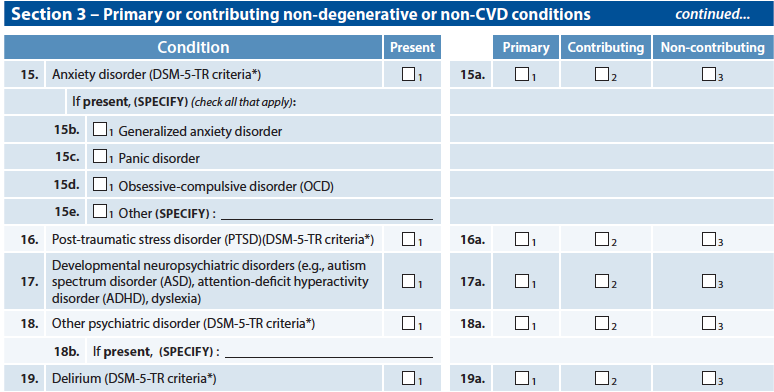 Section 3 – Primary or contributing non-degenerative or non-CVD conditions continued...
Condition Present Primary Contributing Non-contributing
15. Anxiety disorder (DSM-5-TR criteria*) 1 15a. 1 2 3
If present, (SPECIFY) (check all that apply):
15b. 1 Generalized anxiety disorder
15c. 1 Panic disorder
15d. 1 Obsessive-compulsive disorder (OCD)
15e. 1 Other (SPECIFY) :
16. Post-traumatic stress disorder (PTSD)(DSM-5-TR criteria*) 1 16a. 1 2 3
Developmental neuropsychiatric disorders (e.g., autism
17. spectrum disorder (ASD), attention-deficit hyperactivity 1 17a. 1 2 3
disorder (ADHD), dyslexia)
18. Other psychiatric disorder (DSM-5-TR criteria*) 1 18a. 1 2 3
18b. If present, (SPECIFY) :
19. Delirium (DSM-5-TR criteria*) 1 19a. 1 2 3